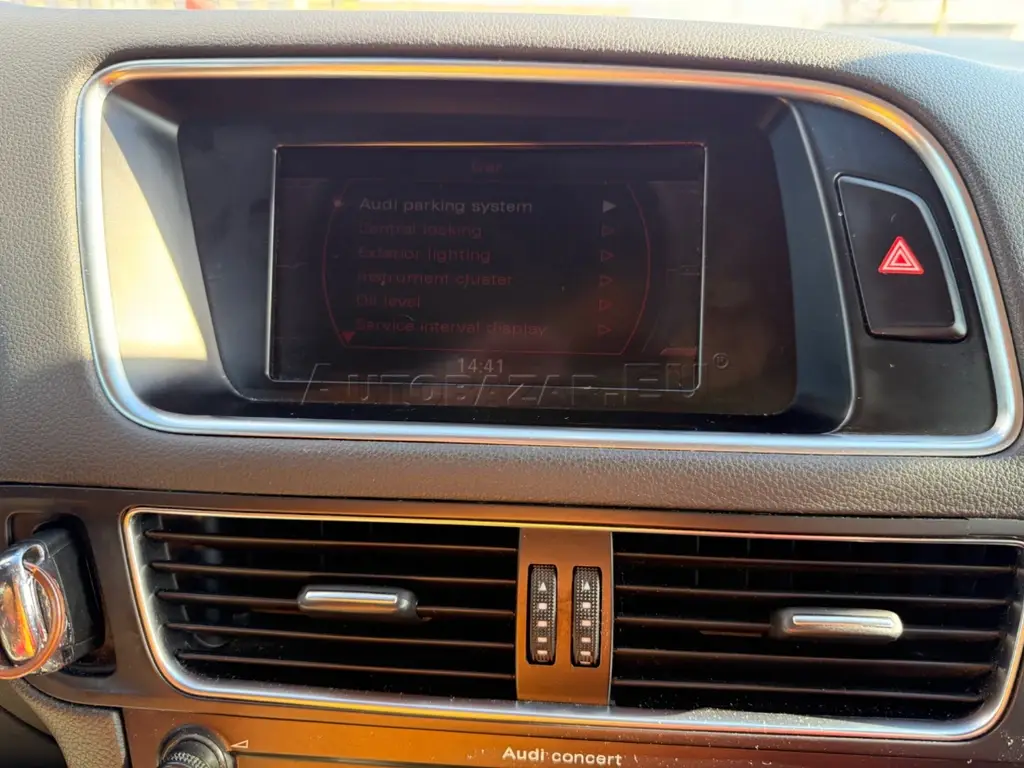 Car
Audi parking system
Central locking
Exterior lighting
Instrument cluster
Oil level
Service interval display
14:41
AUTOBAZAR.EU®
Audi concert